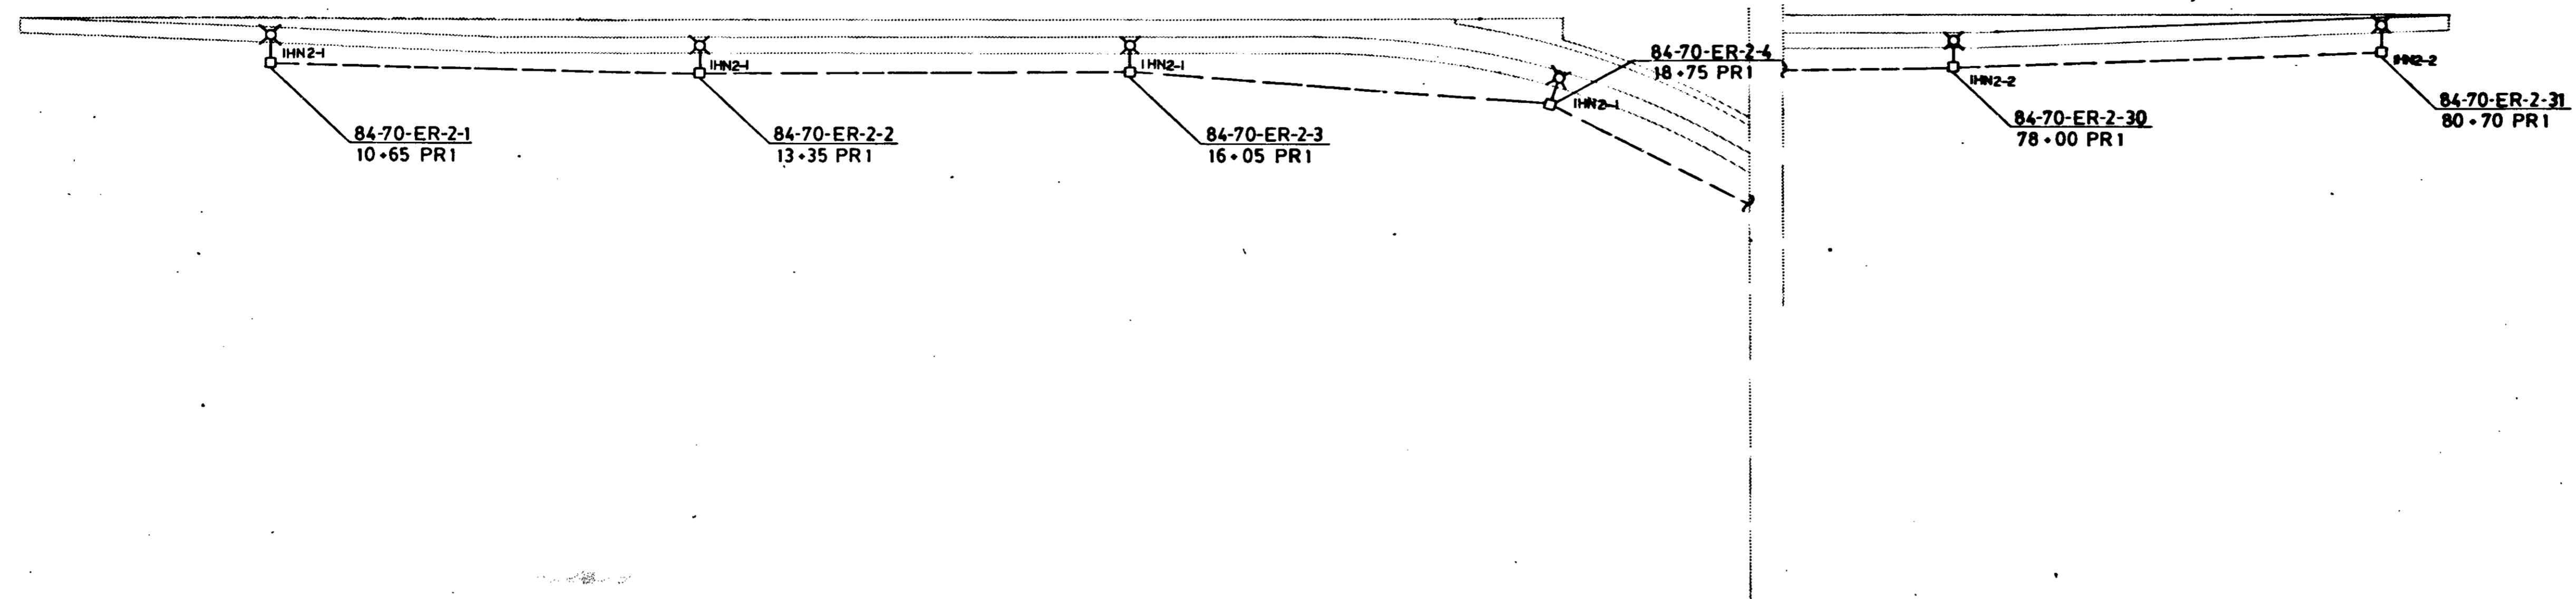 IHN2-1
84-70-ER-2-1
10+65 PR1
IHN2-1
84-70-ER-2-2
13+35 PR1
IHN2-1
84-70-ER-2-3
16+05 PR1
IHN2-1
84-70-ER-2-4
18+75 PR1
IHN2-2
84-70-ER-2-30
78+00 PR1
IHN2-2
84-70-ER-2-31
80+70 PR1